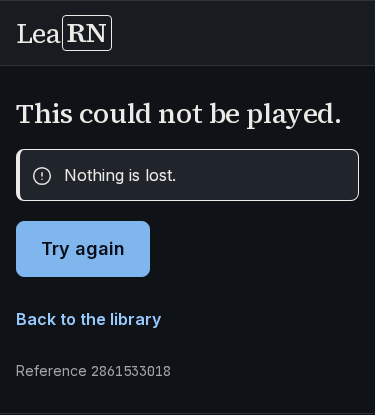 LeaRN
This could not be played.
Nothing is lost.
Try again
Back to the library
Reference 2861533018